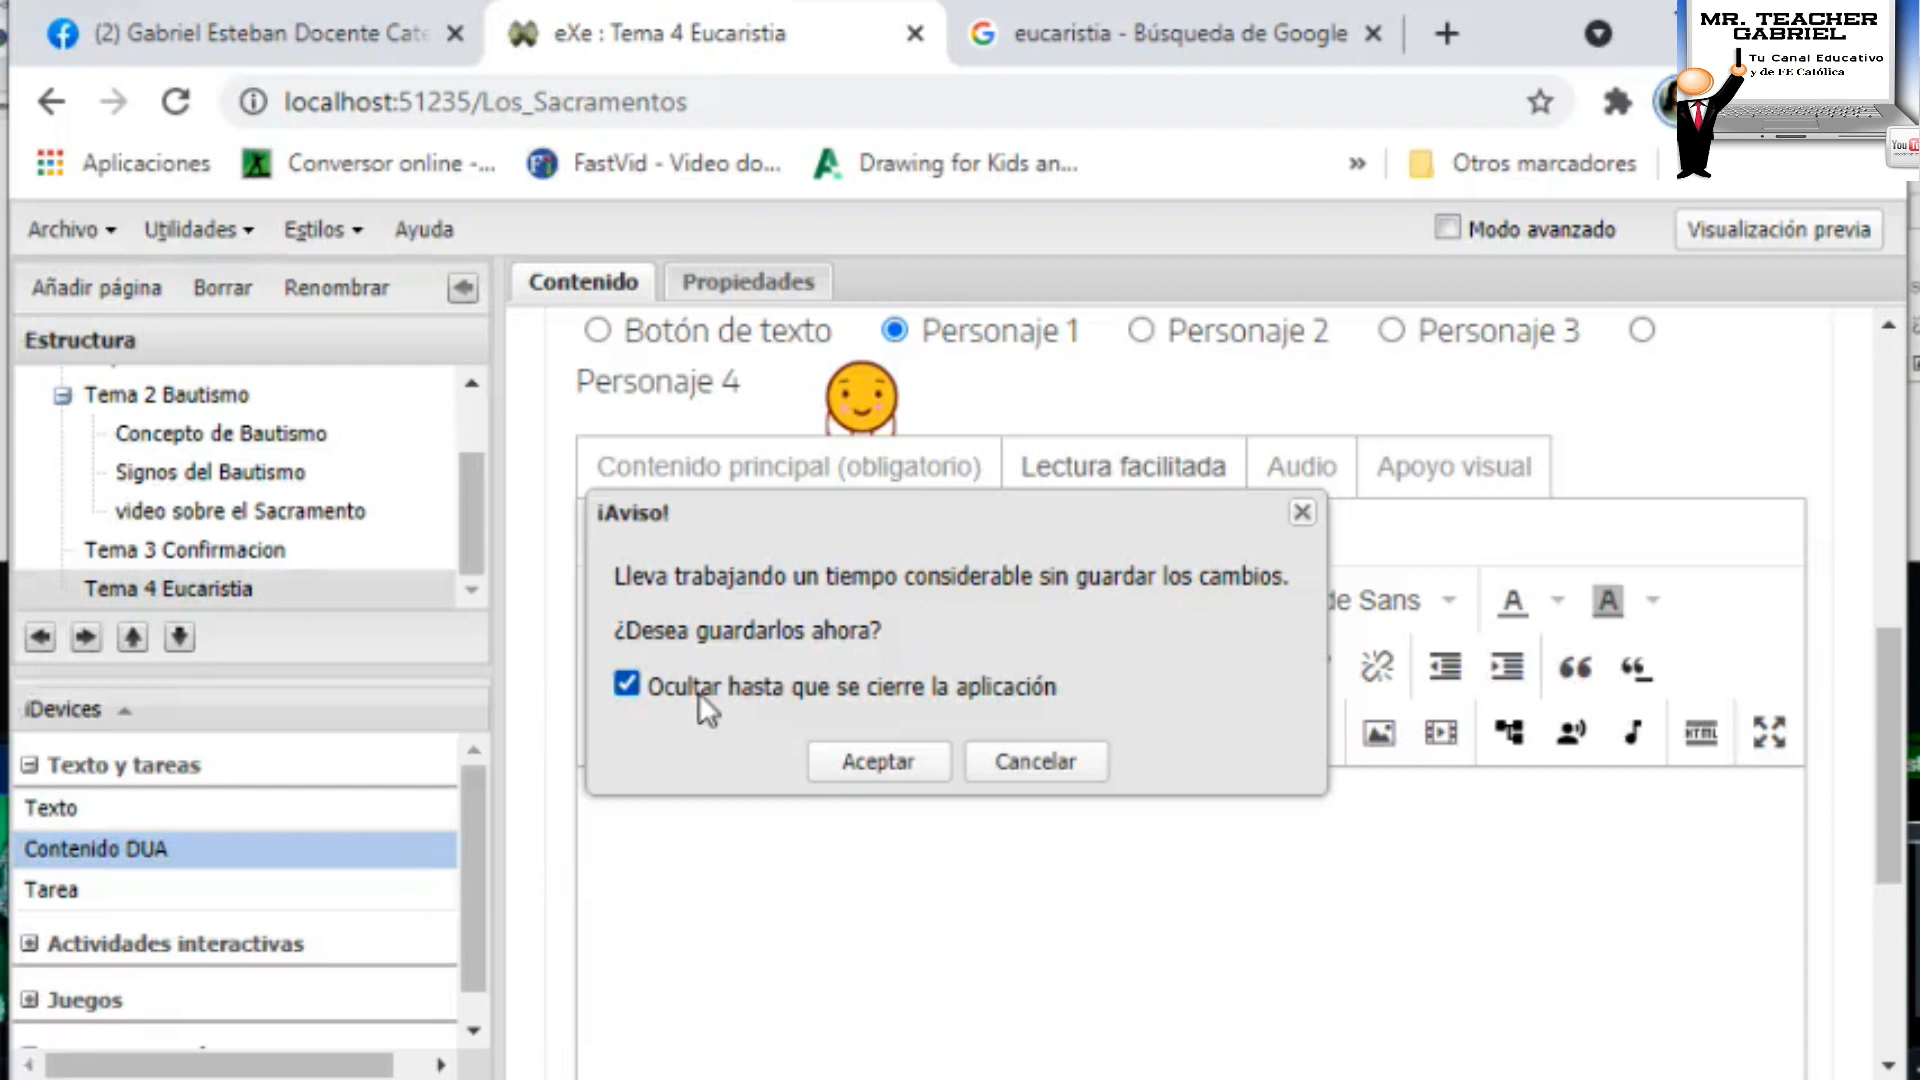 (2) Gabriel Esteban Docente Cate
eXe : Tema 4 Eucaristia
eucaristia - Búsqueda de Google
MR. TEACHER
GABRIEL
Tu Canal Educativo
y de FE Católica
You
localhost:51235/Los_Sacramentos
Aplicaciones
Conversor online -...
FastVid - Video do...
Drawing for Kids an...
»
Otros marcadores
Archivo
Utilidades
Estilos
Ayuda
Modo avanzado
Visualización previa
Añadir página
Borrar
Renombrar
Contenido
Propiedades
Estructura
Tema 2 Bautismo
Concepto de Bautismo
Signos del Bautismo
video sobre el Sacramento
Tema 3 Confirmacion
Tema 4 Eucaristia
iDevices
Texto y tareas
Texto
Contenido DUA
Tarea
Actividades interactivas
Juegos
Botón de texto
Personaje 1
Personaje 2
Personaje 3
Personaje 4
Contenido principal (obligatorio)
Lectura facilitada
Audio
Apoyo visual
¡Aviso!
Lleva trabajando un tiempo considerable sin guardar los cambios.
¿Desea guardarlos ahora?
Ocultar hasta que se cierre la aplicación
Aceptar
Cancelar
de Sans
A
A
HTML